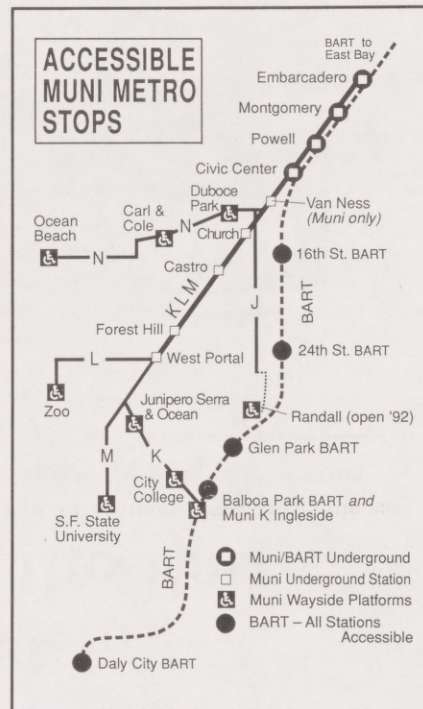 ACCESSIBLE
MUNI METRO
STOPS
BART to
East Bay
Embarcadero
Montgomery
Powell
Civic Center
Duboce
Park
Van Ness
(Muni only)
Carl &
Cole
N
Ocean
Beach
N
Church
16th St. BART
Castro
J
BART
KLM
Forest Hill
24th St. BART
L
West Portal
Zoo
Junipero Serra
& Ocean
Randall (open '92)
M
K
Glen Park BART
City
College
Balboa Park BART and
Muni K Ingleside
S.F. State
University
BART
Muni/BART Underground
Muni Underground Station
Muni Wayside Platforms
BART – All Stations
Accessible
Daly City BART